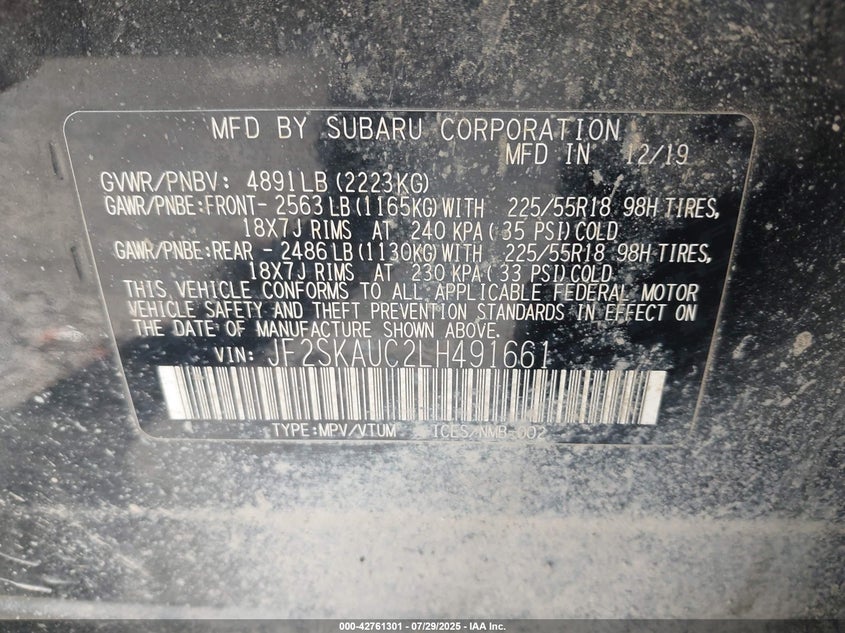 MFD BY SUBARU CORPORATION
MFD IN 12/19
GVWR/PNBV: 4891LB (2223KG)
GAWR/PNBE:FRONT- 2563 LB (1165KG) WITH 225/55R18 98H TIRES,
18X7J RIMS AT 240 KPA ( 35 PSI) COLD
GAWR/PNBE:REAR - 2486 LB (1130KG) WITH 225/55R18 98H TIRES,
18X7J RIMS AT 230 KPA ( 33 PSI) COLD
THIS VEHICLE CONFORMS TO ALL APPLICABLE FEDERAL MOTOR
VEHICLE SAFETY AND THEFT PREVENTION STANDARDS IN EFFECT ON
THE DATE OF MANUFACTURE SHOWN ABOVE.
VIN: JF2SKAUC2LH491661
TYPE:MPV/VTUM ICES/NMB-002
000-42761301 - 07/29/2025 - IAA Inc.